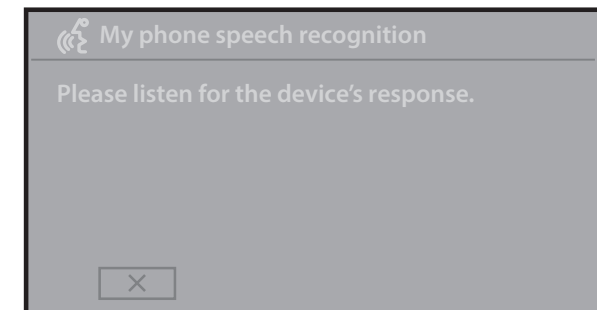 My phone speech recognition
Please listen for the device’s response.